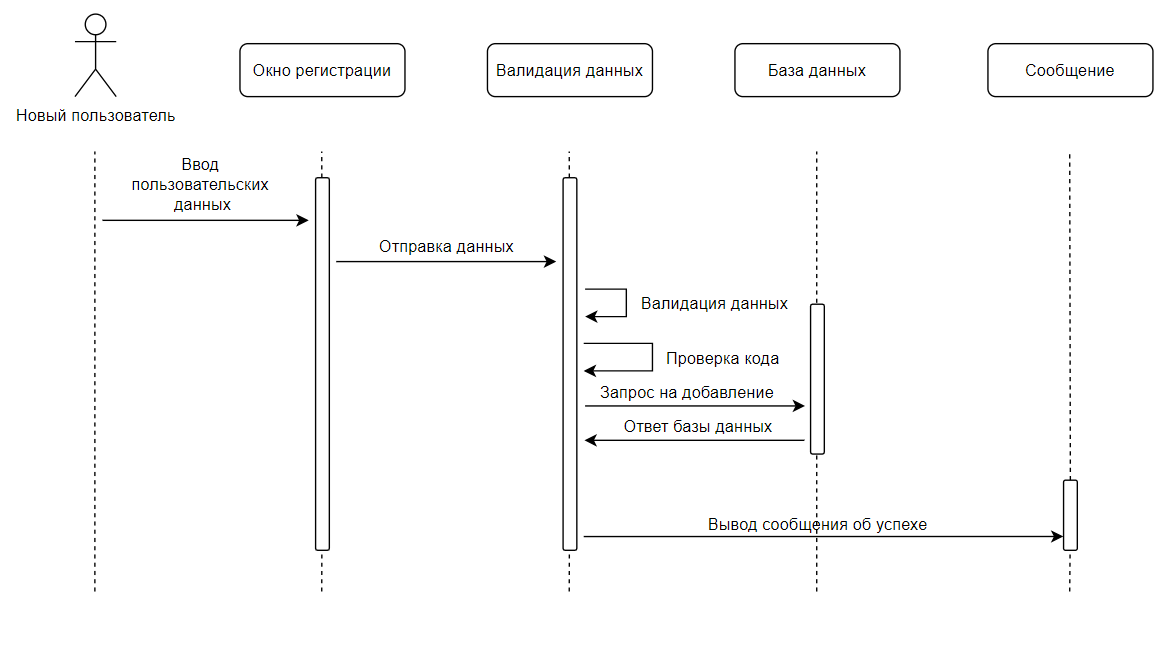 Окно регистрации
Валидация данных
База данных
Сообщение
Новый пользователь
Ввод
пользовательских
данных
Отправка данных
Валидация данных
Проверка кода
Запрос на добавление
Ответ базы данных
Вывод сообщения об успехе